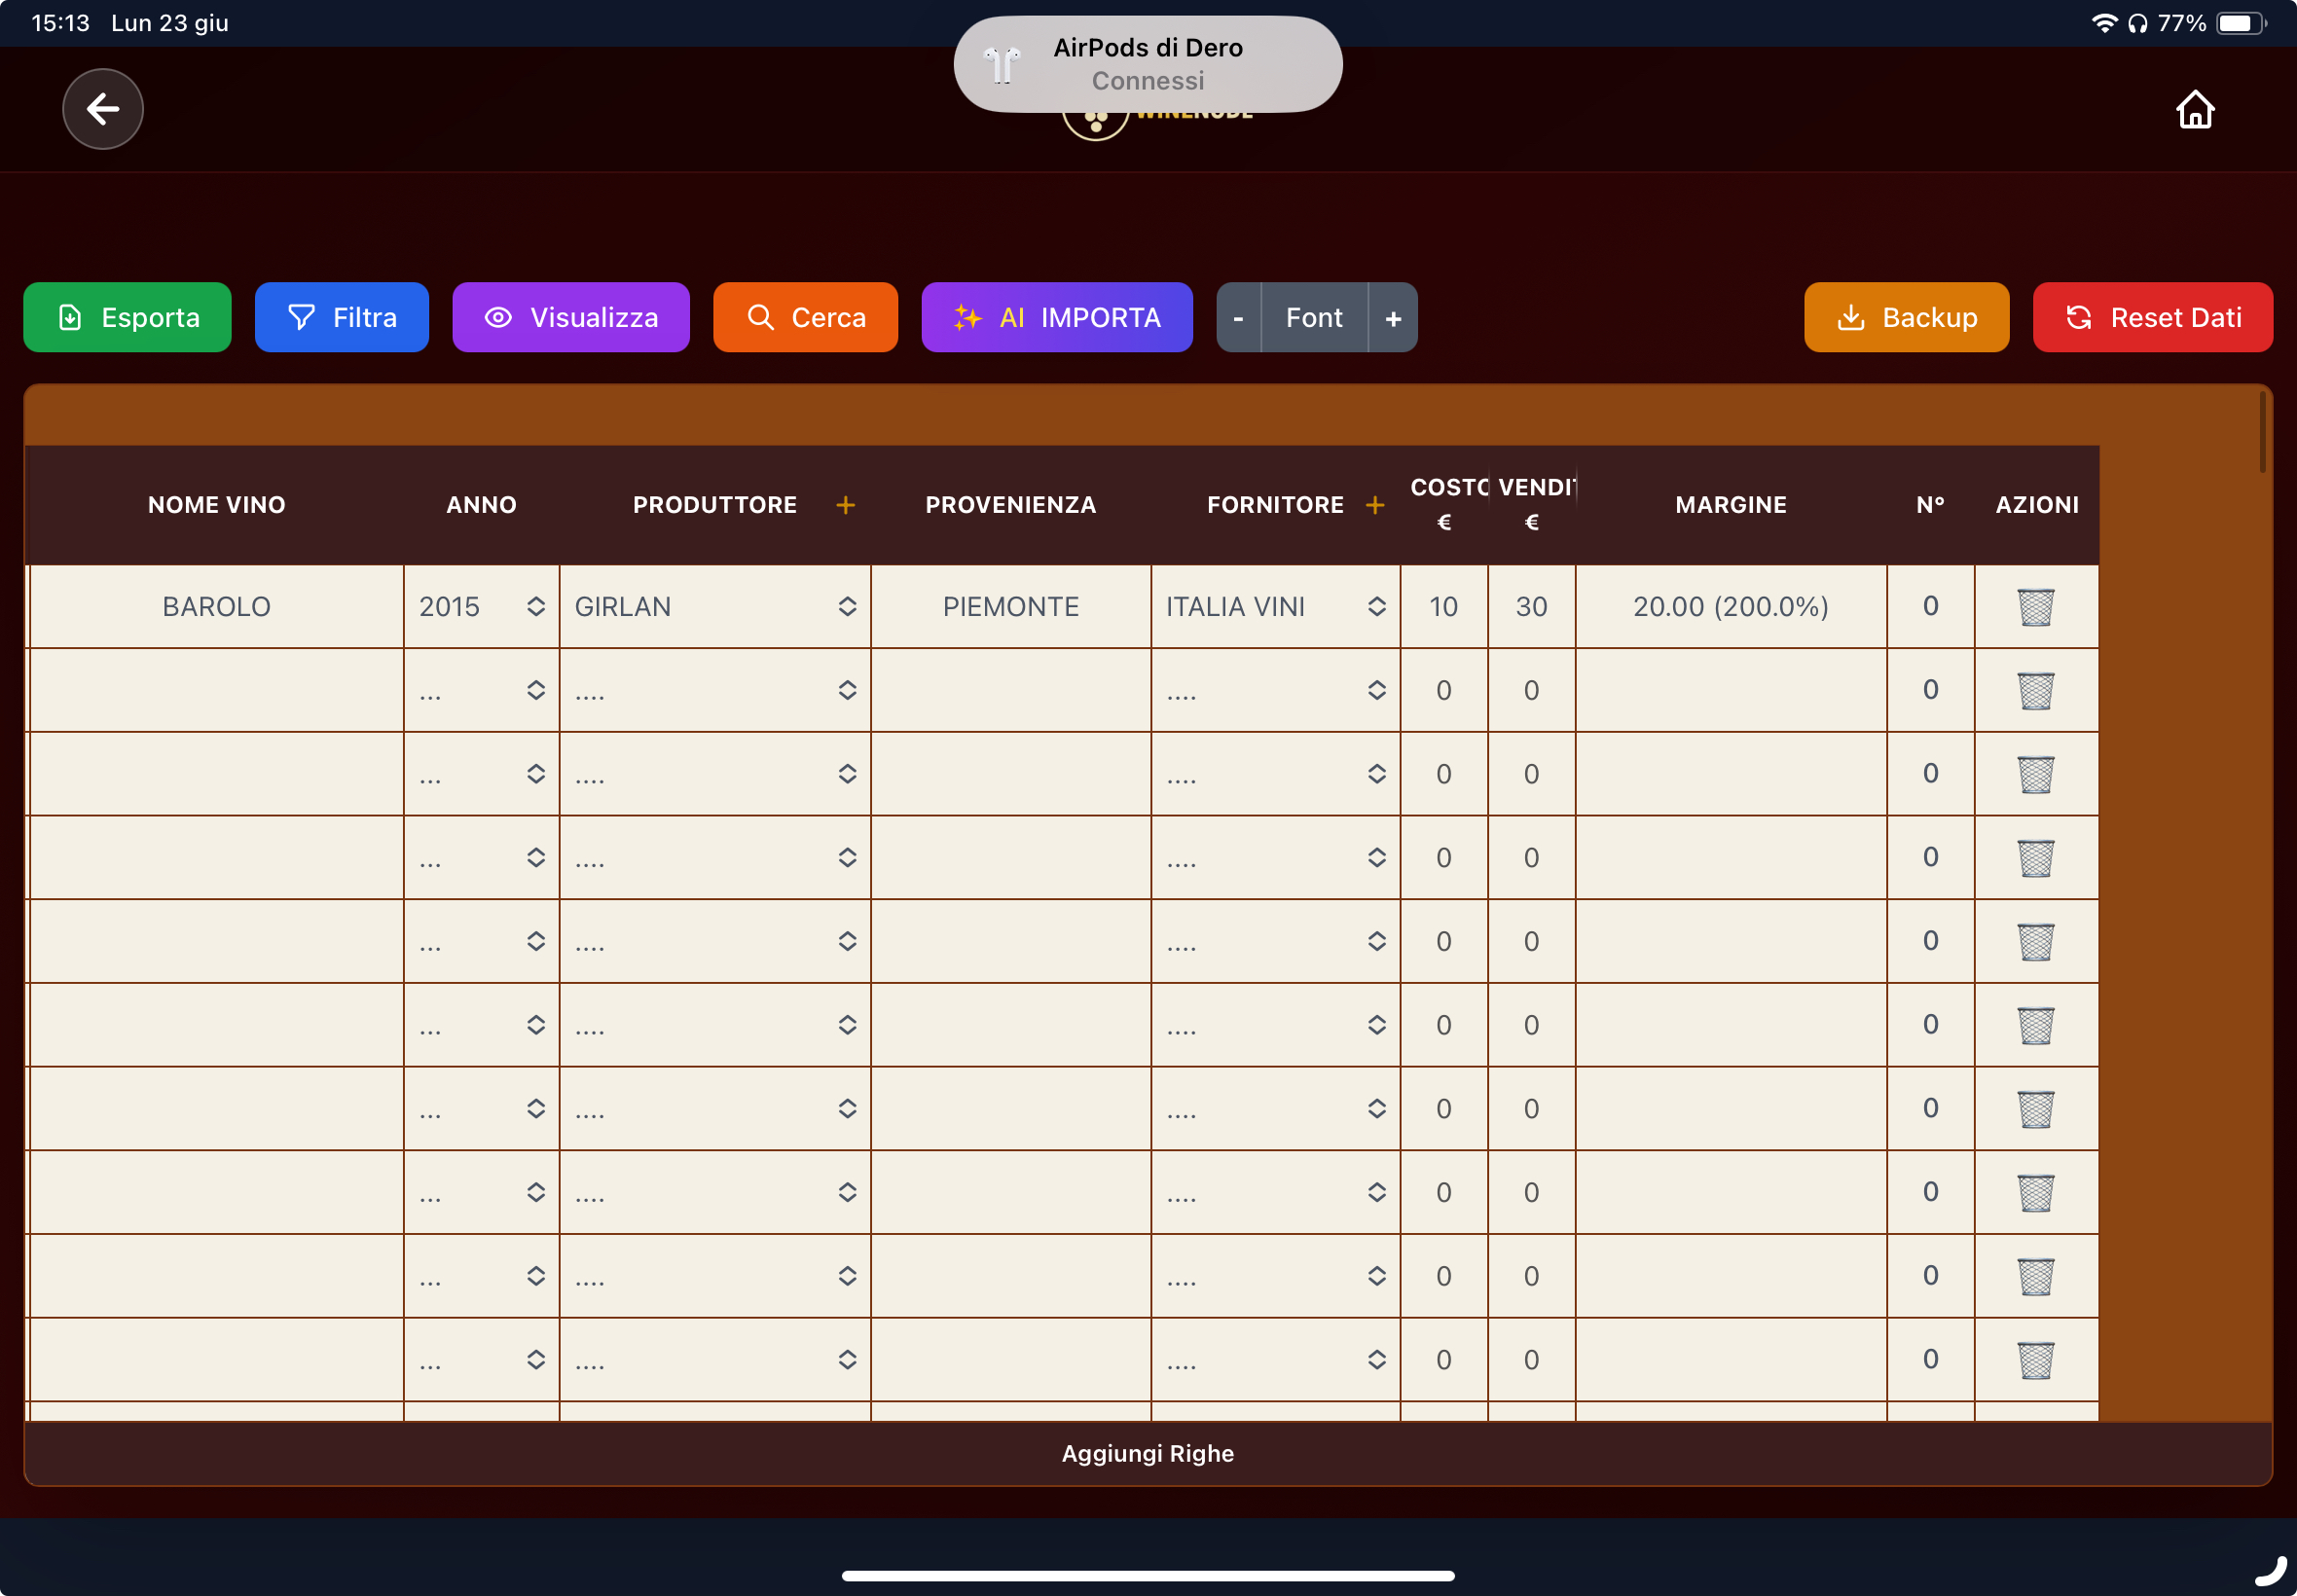 15:13 Lun 23 giu
77%
AirPods di Dero
Connessi
Esporta
Filtra
Visualizza
Cerca
AI IMPORTA
- Font +
Backup
Reset Dati
NOME VINO ANNO PRODUTTORE + PROVENIENZA FORNITORE + COSTO € VENDIT € MARGINE N° AZIONI
BAROLO 2015 GIRLAN PIEMONTE ITALIA VINI 10 30 20.00 (200.0%) 0
... .... .... 0 0 0
... .... .... 0 0 0
... .... .... 0 0 0
... .... .... 0 0 0
... .... .... 0 0 0
... .... .... 0 0 0
... .... .... 0 0 0
... .... .... 0 0 0
... .... .... 0 0 0
Aggiungi Righe